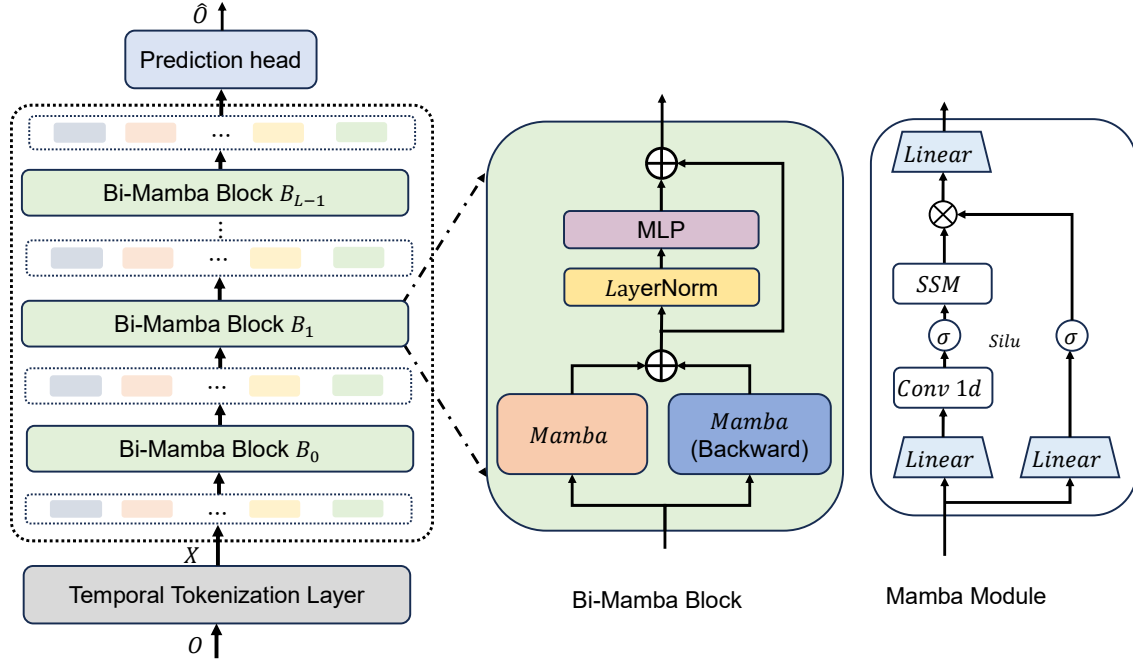 Ô
Prediction head
...
Bi-Mamba Block B_{L-1}
⋮
...
Bi-Mamba Block B_1
...
Bi-Mamba Block B_0
...
X
Temporal Tokenization Layer
O
MLP
LayerNorm
Mamba
Mamba
(Backward)
Bi-Mamba Block
Linear
SSM
σ
Silu
σ
Conv 1d
Linear
Linear
Mamba Module